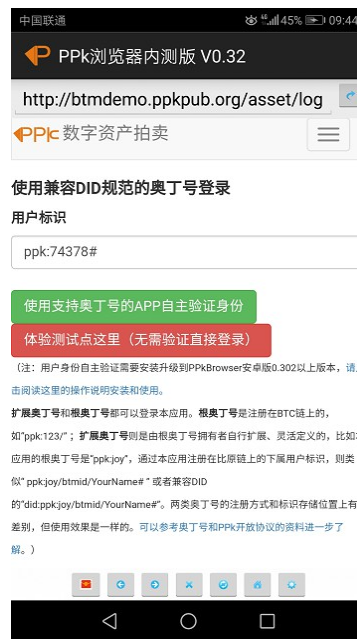 中国联通 45% 09:44
PPk浏览器内测版 V0.32
http://btmdemo.ppkpub.org/asset/log
PPk 数字资产拍卖
使用兼容DID规范的奥丁号登录
用户标识
ppk:74378#
使用支持奥丁号的APP自主验证身份
体验测试点这里（无需验证直接登录）
（注：用户身份自主验证需要安装升级到PPkBrowser安卓版0.302以上版本，请
击阅读这里的操作说明安装和使用。
扩展奥丁号和根奥丁号都可以登录本应用。根奥丁号是注册在BTC链上的，
如"ppk:123/"；扩展奥丁号则是由根奥丁号拥有者自行扩展、灵活定义的，比如
应用的根奥丁号是"ppk:joy"，通过本应用注册在比原链上的下属用户标识，则类
似" ppk:joy/btmid/YourName# " 或者兼容DID
的"did:ppk:joy/btmid/YourName#"。两类奥丁号的注册方式和标识存储位置上有
差别，但使用效果是一样的。可以参考奥丁号和PPk开放协议的资料进一步了
解。）